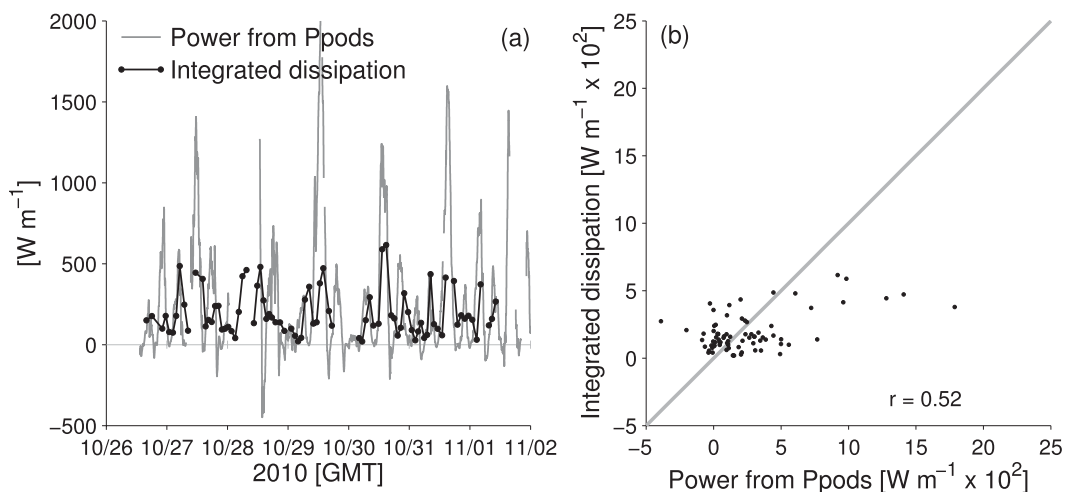 2000
1500
1000
500
0
−500
[W m⁻¹]
Power from Ppods
Integrated dissipation
(a)
10/26 10/27 10/28 10/29 10/30 10/31 11/01 11/02
2010 [GMT]
25
20
15
10
5
0
−5
Integrated dissipation [W m⁻¹ x 10²]
(b)
r = 0.52
−5 0 5 10 15 20 25
Power from Ppods [W m⁻¹ x 10²]